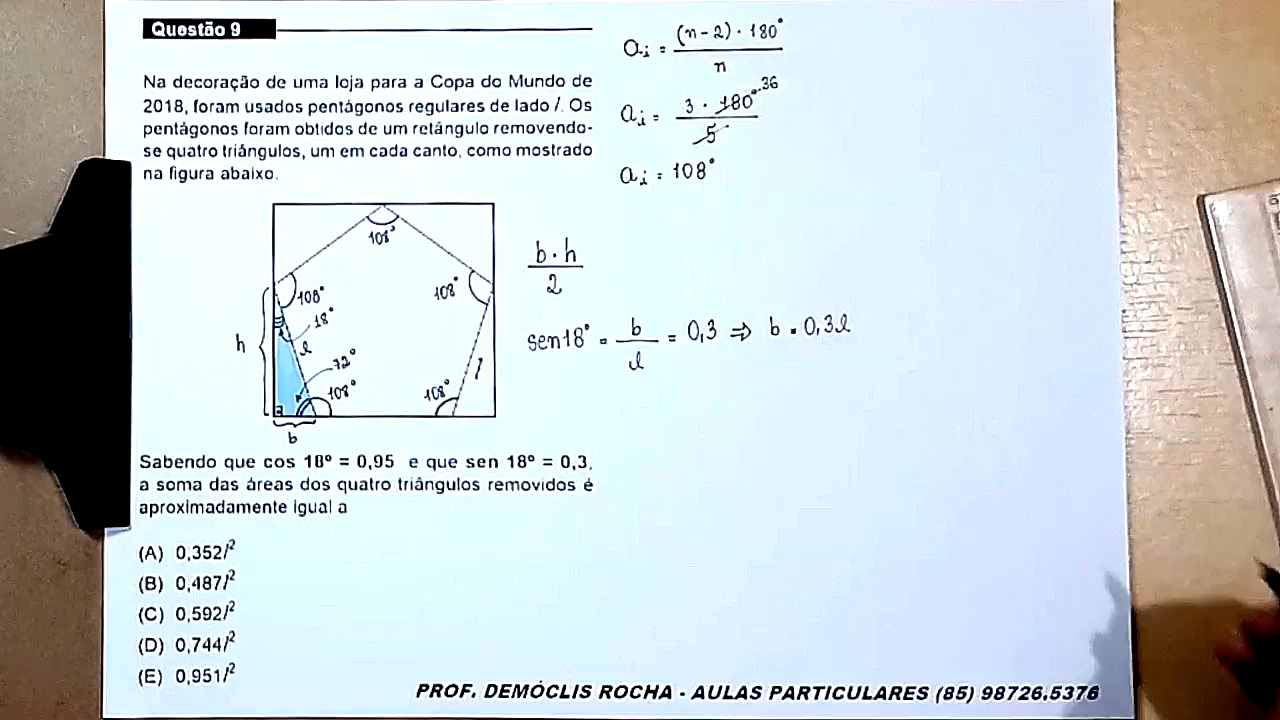 Questão 9
Na decoração de uma loja para a Copa do Mundo de
2018, foram usados pentágonos regulares de lado l. Os
pentágonos foram obtidos de um retângulo removendo-
se quatro triângulos, um em cada canto, como mostrado
na figura abaixo.
108°
108°
108°
18°
h
l
72°
l
108°
108°
b
Sabendo que cos 18º = 0,95 e que sen 18º = 0,3,
a soma das áreas dos quatro triângulos removidos é
aproximadamente igual a
(A) 0,352l²
(B) 0,487l²
(C) 0,592l²
(D) 0,744l²
(E) 0,951l²
ai = (n-2) · 180° / n
ai = 3 · 180° 36 / 5
ai = 108°
b · h / 2
sen18° = b / l = 0,3 ⇒ b = 0,3l
PROF. DEMÓCLIS ROCHA - AULAS PARTICULARES (85) 98726.5376